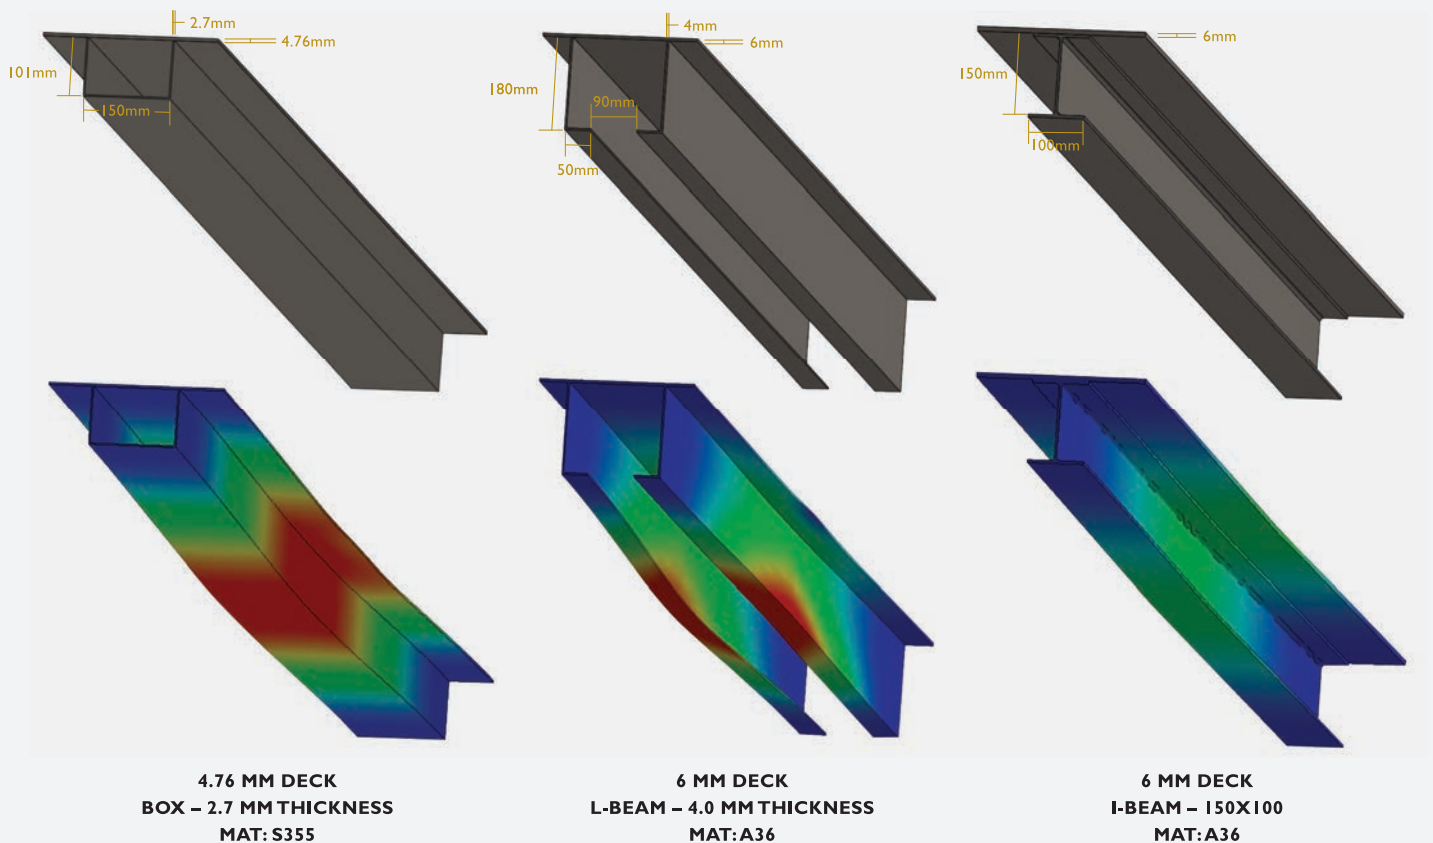 2.7mm
4.76mm
101mm
150mm
4mm
6mm
180mm
90mm
50mm
6mm
150mm
100mm
4.76 MM DECK
BOX – 2.7 MM THICKNESS
MAT: S355
6 MM DECK
L-BEAM – 4.0 MM THICKNESS
MAT: A36
6 MM DECK
I-BEAM – 150X100
MAT: A36